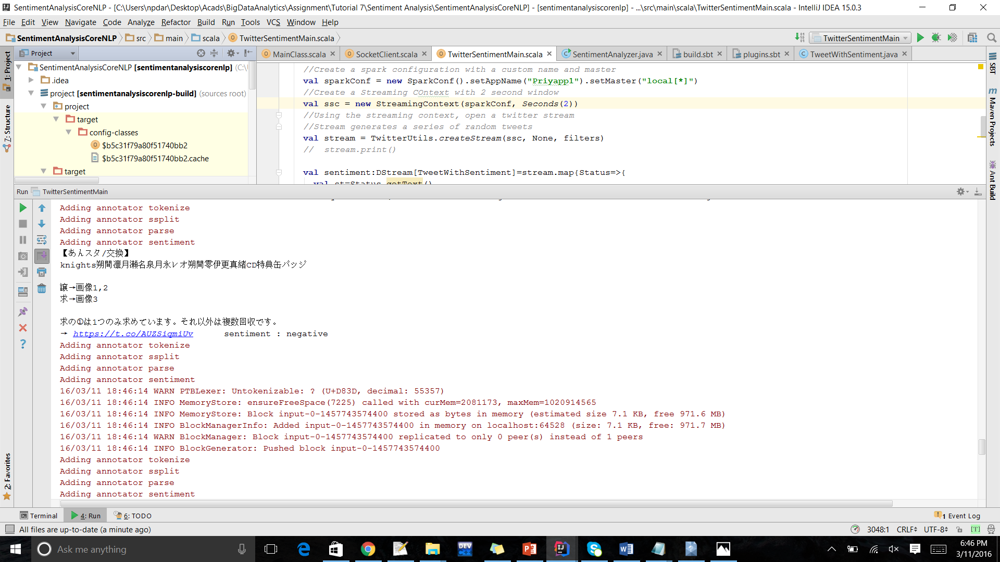 SentimentAnalysisCoreNLP - [C:\Users\npdar\Desktop\Acads\BigDataAnalytics\Assignment\Tutorial 7\Sentiment Analysis\SentimentAnalysisCoreNLP] - [sentimentanalysiscorenlp] - ...\src\main\scala\TwitterSentimentMain.scala - IntelliJ IDEA 15.0.3
File Edit View Navigate Code Analyze Refactor Build Run Tools VCS Window Help
SentimentAnalysisCoreNLP src main scala TwitterSentimentMain.scala TwitterSentimentMain
Project MainClass.scala SocketClient.scala TwitterSentimentMain.scala SentimentAnalyzer.java build.sbt plugins.sbt TweetWithSentiment.java
1: Project
7: Structure
2: Favorites
SBT
Maven Projects
Ant Build
SentimentAnalysisCoreNLP [sentimentanalysiscorenlp] (C:\
.idea
project [sentimentanalysiscorenlp-build] (sources root)
project
target
config-classes
$b5c31f79a80f51740bb2
$b5c31f79a80f51740bb2.cache
target
//Create a spark configuration with a custom name and master
val sparkConf = new SparkConf().setAppName("Priyapp1").setMaster("local[*]")
//Create a Streaming COntext with 2 second window
val ssc = new StreamingContext(sparkConf, Seconds(2))
//Using the streaming context, open a twitter stream
//Stream generates a series of random tweets
val stream = TwitterUtils.createStream(ssc, None, filters)
//  stream.print()
val sentiment:DStream[TweetWithSentiment]=stream.map{Status=>{
val st=Status.getText()
Run TwitterSentimentMain
Adding annotator tokenize
Adding annotator ssplit
Adding annotator parse
Adding annotator sentiment
【あんスタ/交換】
knights朔間凛月瀬名泉月永レオ朔間零伊更真緒CD特典缶バッジ
譲→画像1,2
求→画像3
求の➀は1つのみ求めています。それ以外は複数回収です。
→ https://t.co/AUZSiqmiUv sentiment : negative
Adding annotator tokenize
Adding annotator ssplit
Adding annotator parse
Adding annotator sentiment
16/03/11 18:46:14 WARN PTBLexer: Untokenizable: ? (U+D83D, decimal: 55357)
16/03/11 18:46:14 INFO MemoryStore: ensureFreeSpace(7225) called with curMem=2081173, maxMem=1020914565
16/03/11 18:46:14 INFO MemoryStore: Block input-0-1457743574400 stored as bytes in memory (estimated size 7.1 KB, free 971.6 MB)
16/03/11 18:46:14 INFO BlockManagerInfo: Added input-0-1457743574400 in memory on localhost:64528 (size: 7.1 KB, free: 971.7 MB)
16/03/11 18:46:14 WARN BlockManager: Block input-0-1457743574400 replicated to only 0 peer(s) instead of 1 peers
16/03/11 18:46:14 INFO BlockGenerator: Pushed block input-0-1457743574400
Adding annotator tokenize
Adding annotator ssplit
Adding annotator parse
Adding annotator sentiment
Terminal 4: Run 6: TODO 1 Event Log
All files are up-to-date (a minute ago) 3048:1 CRLF UTF-8 [T]
Ask me anything DEV 6:46 PM
3/11/2016